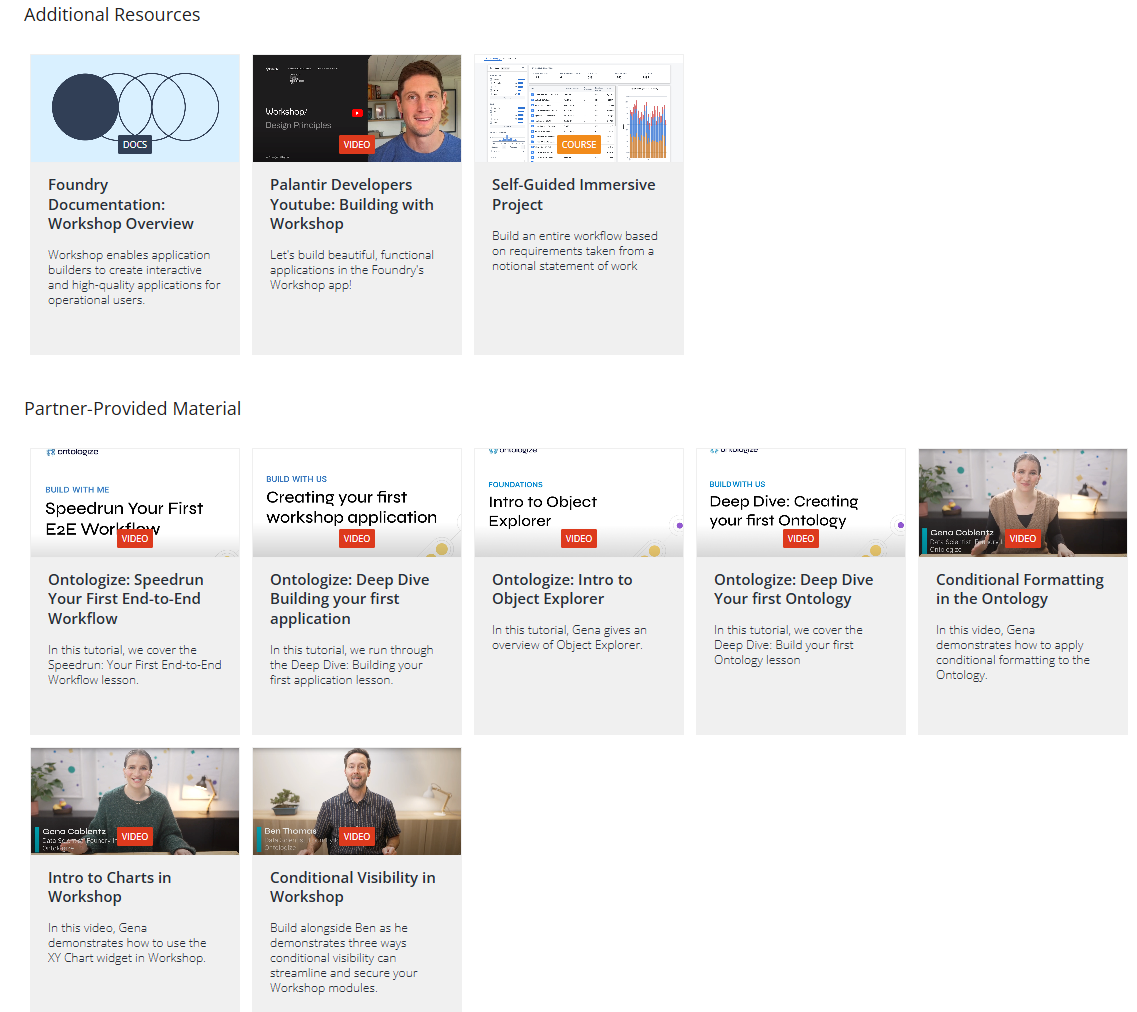 Additional Resources
DOCS
Workshop/
Design Principles
VIDEO
COURSE
Foundry
Documentation:
Workshop Overview
Workshop enables application
builders to create interactive
and high-quality applications for
operational users.
Palantir Developers
Youtube: Building with
Workshop
Let's build beautiful, functional
applications in the Foundry's
Workshop app!
Self-Guided Immersive
Project
Build an entire workflow based
on requirements taken from a
notional statement of work
Partner-Provided Material
ontologize
BUILD WITH ME
Speedrun Your First
E2E Workflow
VIDEO
BUILD WITH US
Creating your first
workshop application
VIDEO
ontologize
FOUNDATIONS
Intro to Object
Explorer
VIDEO
ontologize
BUILD WITH US
Deep Dive: Creating
your first Ontology
VIDEO
Gena Coblentz
Data Scientist, Foundry
Ontologize
VIDEO
Ontologize: Speedrun
Your First End-to-End
Workflow
In this tutorial, we cover the
Speedrun: Your First End-to-End
Workflow lesson.
Ontologize: Deep Dive
Building your first
application
In this tutorial, we run through
the Deep Dive: Building your
first application lesson.
Ontologize: Intro to
Object Explorer
In this tutorial, Gena gives an
overview of Object Explorer.
Ontologize: Deep Dive
Your first Ontology
In this tutorial, we cover the
Deep Dive: Build your first
Ontology lesson
Conditional Formatting
in the Ontology
In this video, Gena
demonstrates how to apply
conditional formatting to the
Ontology.
Gena Coblentz
Data Scientist, Foundry
Ontologize
VIDEO
Ben Thomas
Ontologize
VIDEO
Intro to Charts in
Workshop
In this video, Gena
demonstrates how to use the
XY Chart widget in Workshop.
Conditional Visibility in
Workshop
Build alongside Ben as he
demonstrates three ways
conditional visibility can
streamline and secure your
Workshop modules.